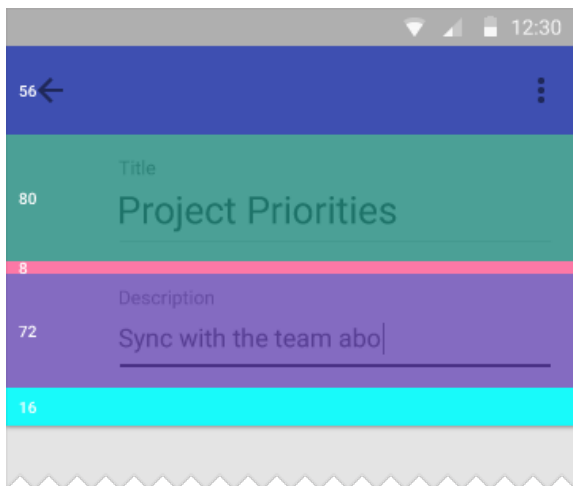 12:30
56
Title
80
Project Priorities
8
Description
72
Sync with the team abo
16